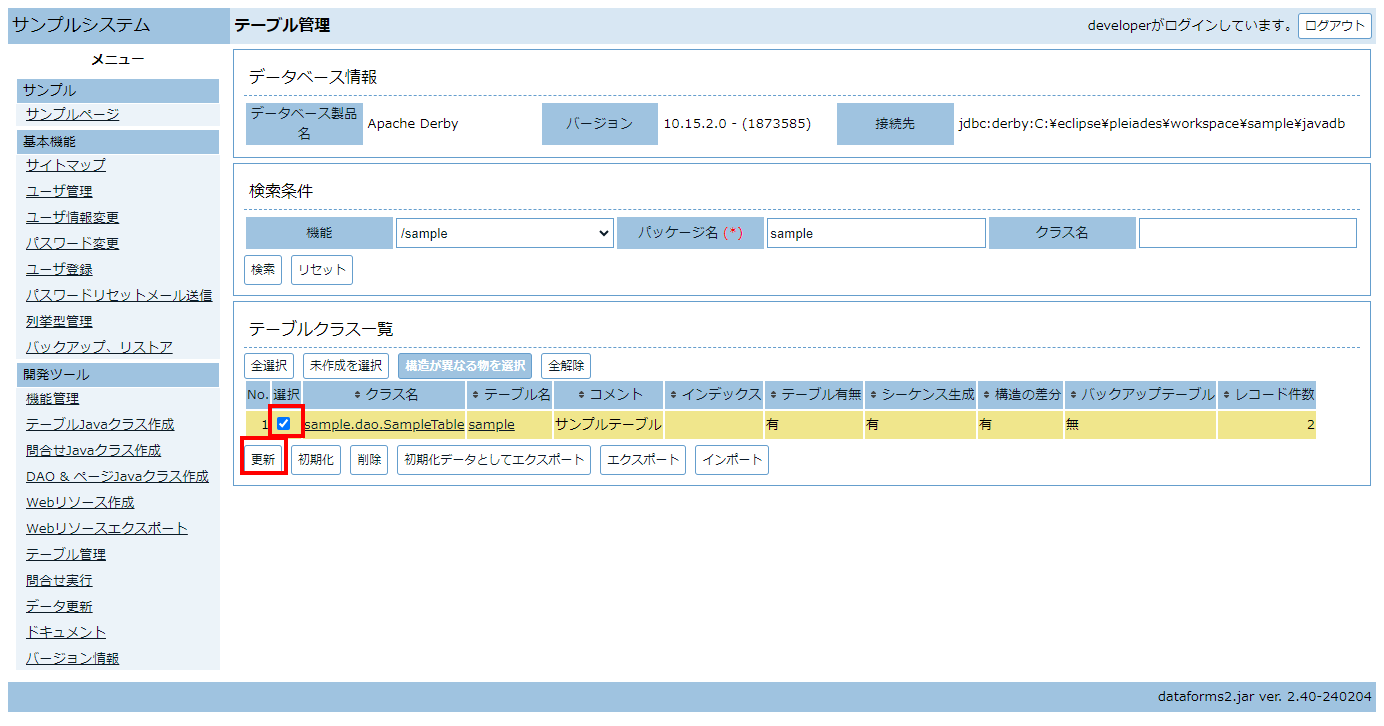 サンプルシステム
テーブル管理
developerがログインしています。 ログアウト
メニュー
サンプル
サンプルページ
基本機能
サイトマップ
ユーザ管理
ユーザ情報変更
パスワード変更
ユーザ登録
パスワードリセットメール送信
列挙型管理
バックアップ、リストア
開発ツール
機能管理
テーブルJavaクラス作成
問合せJavaクラス作成
DAO & ページJavaクラス作成
Webリソース作成
Webリソースエクスポート
テーブル管理
問合せ実行
データ更新
ドキュメント
バージョン情報
データベース情報
データベース製品名 Apache Derby バージョン 10.15.2.0 - (1873585) 接続先 jdbc:derby:C:¥eclipse¥pleiades¥workspace¥sample¥javadb
検索条件
機能 /sample パッケージ名 (*) sample クラス名
検索 リセット
テーブルクラス一覧
全選択 未作成を選択 構造が異なる物を選択 全解除
No. 選択 クラス名 テーブル名 コメント インデックス テーブル有無 シーケンス生成 構造の差分 バックアップテーブル レコード件数
1 sample.dao.SampleTable sample サンプルテーブル 有 有 有 無 2
更新 初期化 削除 初期化データとしてエクスポート エクスポート インポート
dataforms2.jar ver. 2.40-240204